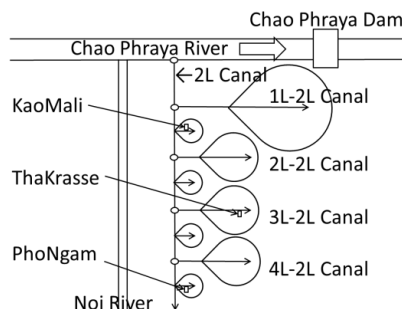 Chao Phraya Dam
Chao Phraya River
2L Canal
1L-2L Canal
KaoMali
2L-2L Canal
ThaKrasse
3L-2L Canal
PhoNgam
4L-2L Canal
Noi River